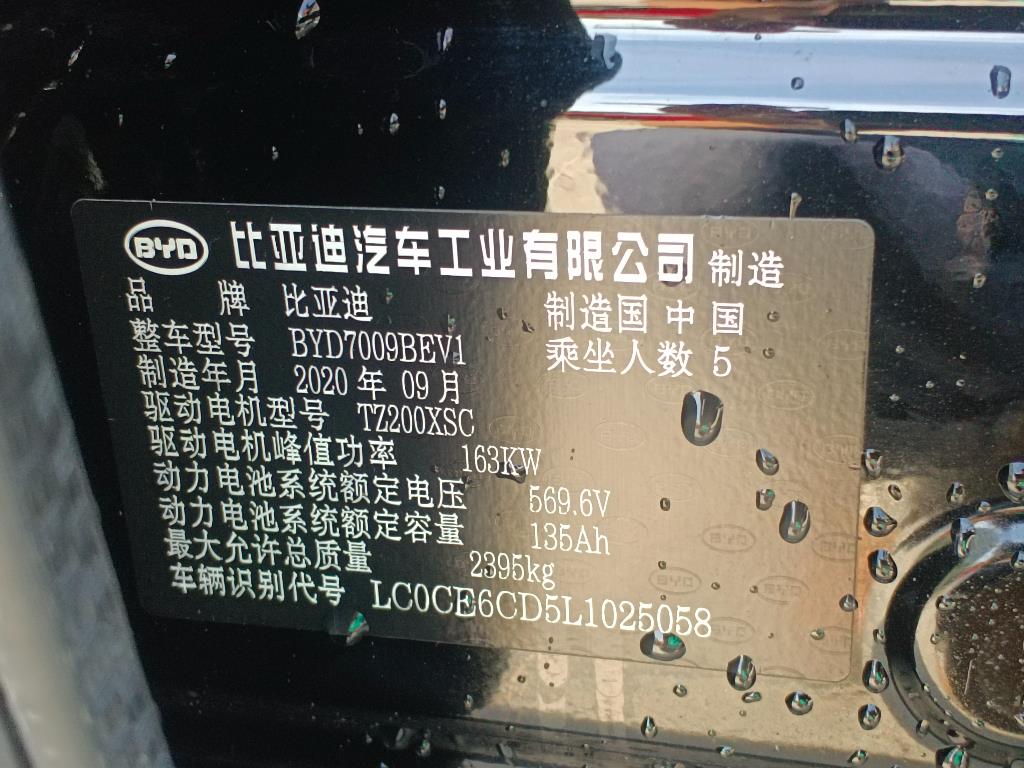 BYD 比亚迪汽车工业有限公司 制造
品 牌 比亚迪 制造国 中国
整车型号 BYD7009BEV1 乘坐人数 5
制造年月 2020 年 09 月
驱动电机型号 TZ200XSC
驱动电机峰值功率 163KW
动力电池系统额定电压 569.6V
动力电池系统额定容量 135Ah
最大允许总质量 2395kg
车辆识别代号 LC0CE6CD5L1025058